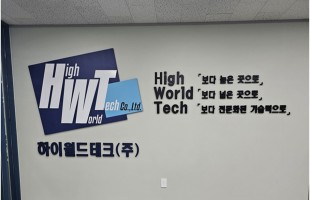 High
World
Tech Co.,Ltd
하이월드테크(주)
High 「보다 높은 곳으로」
World 「보다 넓은 곳으로」
Tech 「보다 전문화된 기술력으로」